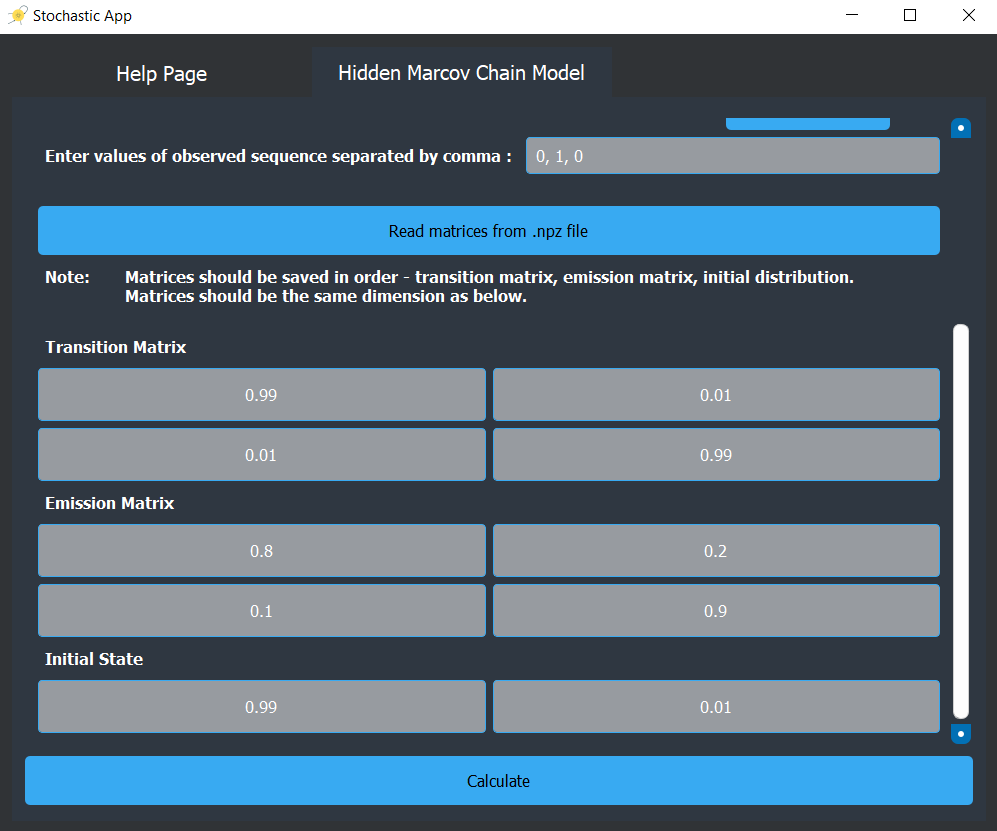 Stochastic App
Help Page
Hidden Marcov Chain Model
Enter values of observed sequence separated by comma :
0, 1, 0
Read matrices from .npz file
Note: Matrices should be saved in order - transition matrix, emission matrix, initial distribution.
Matrices should be the same dimension as below.
Transition Matrix
0.99 0.01
0.01 0.99
Emission Matrix
0.8 0.2
0.1 0.9
Initial State
0.99 0.01
Calculate